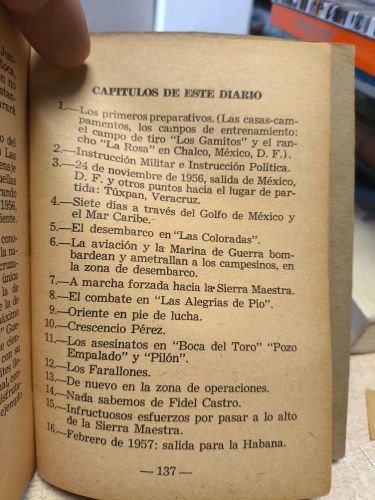 CAPITULOS DE ESTE DIARIO
1.—Los primeros preparativos. (Las casas-cam-
pamentos, los canpos de entrenamiento:
el campo de tiro "Los Gamitos" y el ran-
cho "La Rosa" en Chalco, México, D. F.).
2.—Instrucción Militar e Instrucción Política.
3.—24 de noviembre de 1956, salida de México,
D. F. y otros puntos hacia el lugar de par-
tida: Túxpan, Veracruz.
4.—Siete días a través del Golfo de México y
el Mar Caribe.
5.—El desembarco en "Las Coloradas".
6.—La aviación y la Marina de Guerra bom-
bardean y ametrallan a los campesinos, en
la zona de desembarco.
7.—A marcha forzada hacia la Sierra Maestra.
8.—El combate en "Las Alegrías de Pío".
9.—Oriente en pie de lucha.
10.—Crescencio Pérez.
11.—Los asesinatos en "Boca del Toro" "Pozo
Empalado" y "Pilón".
12.—Los Farallones.
13.—De nuevo en la zona de operaciones.
14.—Nada sabemos de Fidel Castro.
15.—Infructuosos esfuerzos por pasar a lo alto
de la Sierra Maestra.
16.—Febrero de 1957: salida para la Habana.
— 137 —